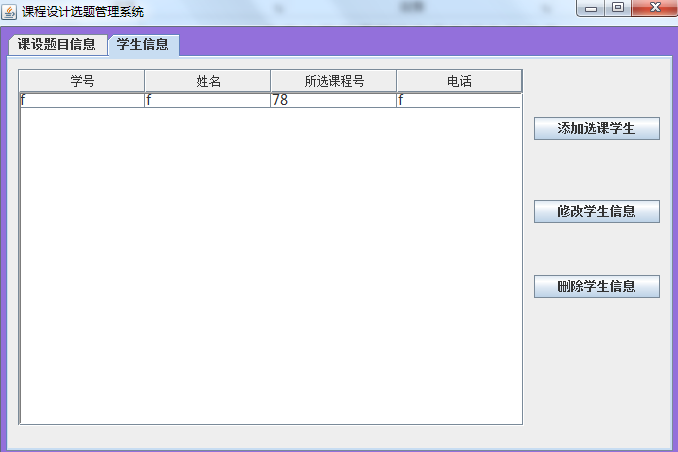 课程设计选题管理系统
课设题目信息 学生信息
学号 姓名 所选课程号 电话
f f 78 f
添加选课学生
修改学生信息
删除学生信息